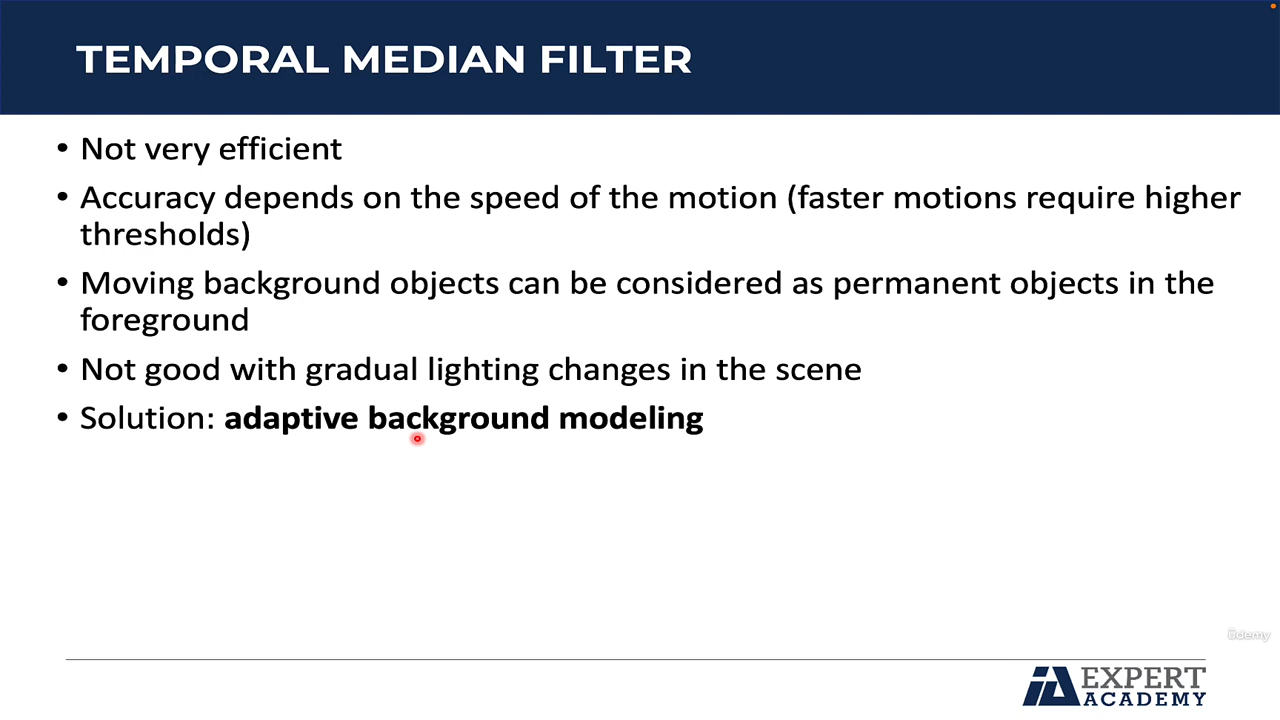 TEMPORAL MEDIAN FILTER
• Not very efficient
• Accuracy depends on the speed of the motion (faster motions require higher
thresholds)
• Moving background objects can be considered as permanent objects in the
foreground
• Not good with gradual lighting changes in the scene
• Solution: adaptive background modeling
Udemy
IA EXPERT
ACADEMY